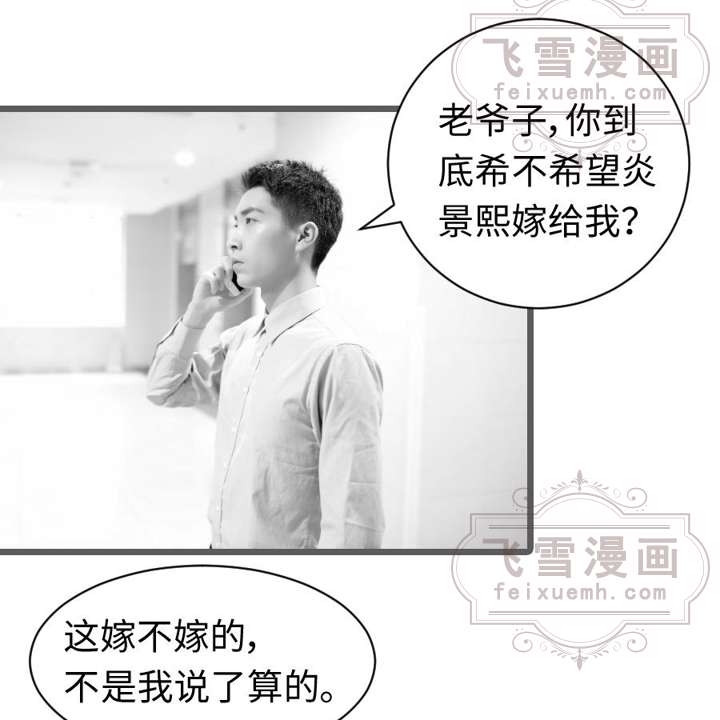 飞雪漫画
feixuemh.com
老爷子，你到
底希不希望炎
景熙嫁给我？
飞雪漫画
feixuemh.com
这嫁不嫁的，
不是我说了算的。